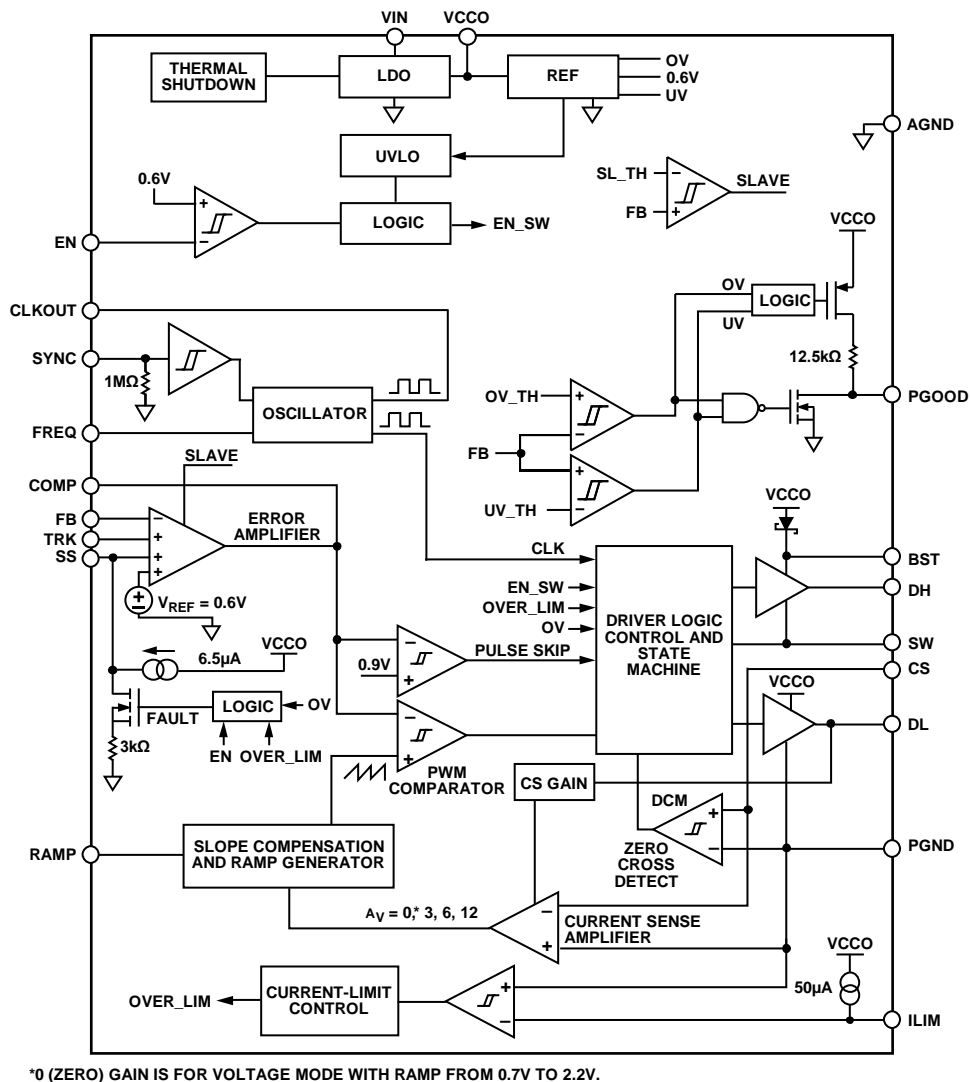 VIN
VCCO
THERMAL
SHUTDOWN
LDO
REF
OV
0.6V
UV
AGND
UVLO
0.6V
+
−
LOGIC
EN_SW
EN
SL_TH
−
FB
+
SLAVE
VCCO
OV
UV
LOGIC
12.5kΩ
PGOOD
CLKOUT
SYNC
1MΩ
OSCILLATOR
FREQ
OV_TH
+
−
FB
+
−
UV_TH
SLAVE
COMP
FB
−
TRK
+
SS
+
+
ERROR
AMPLIFIER
VREF = 0.6V
6.5µA
VCCO
CLK
EN_SW
OVER_LIM
OV
PULSE SKIP
−
0.9V
+
DRIVER LOGIC
CONTROL AND
STATE
MACHINE
VCCO
BST
DH
SW
CS
VCCO
DL
FAULT
LOGIC
OV
EN OVER_LIM
3kΩ
−
+
PWM
COMPARATOR
CS GAIN
DCM
+
−
ZERO
CROSS
DETECT
PGND
RAMP
SLOPE COMPENSATION
AND RAMP GENERATOR
AV = 0,* 3, 6, 12
−
+
CURRENT SENSE
AMPLIFIER
VCCO
50µA
OVER_LIM
CURRENT-LIMIT
CONTROL
+
−
ILIM
*0 (ZERO) GAIN IS FOR VOLTAGE MODE WITH RAMP FROM 0.7V TO 2.2V.